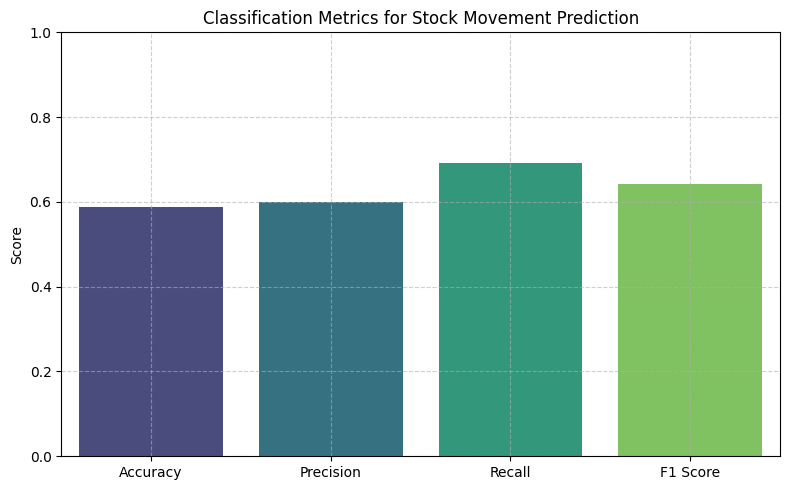 Classification Metrics for Stock Movement Prediction
1.0
0.8
0.6
0.4
0.2
0.0
Score
Accuracy Precision Recall F1 Score